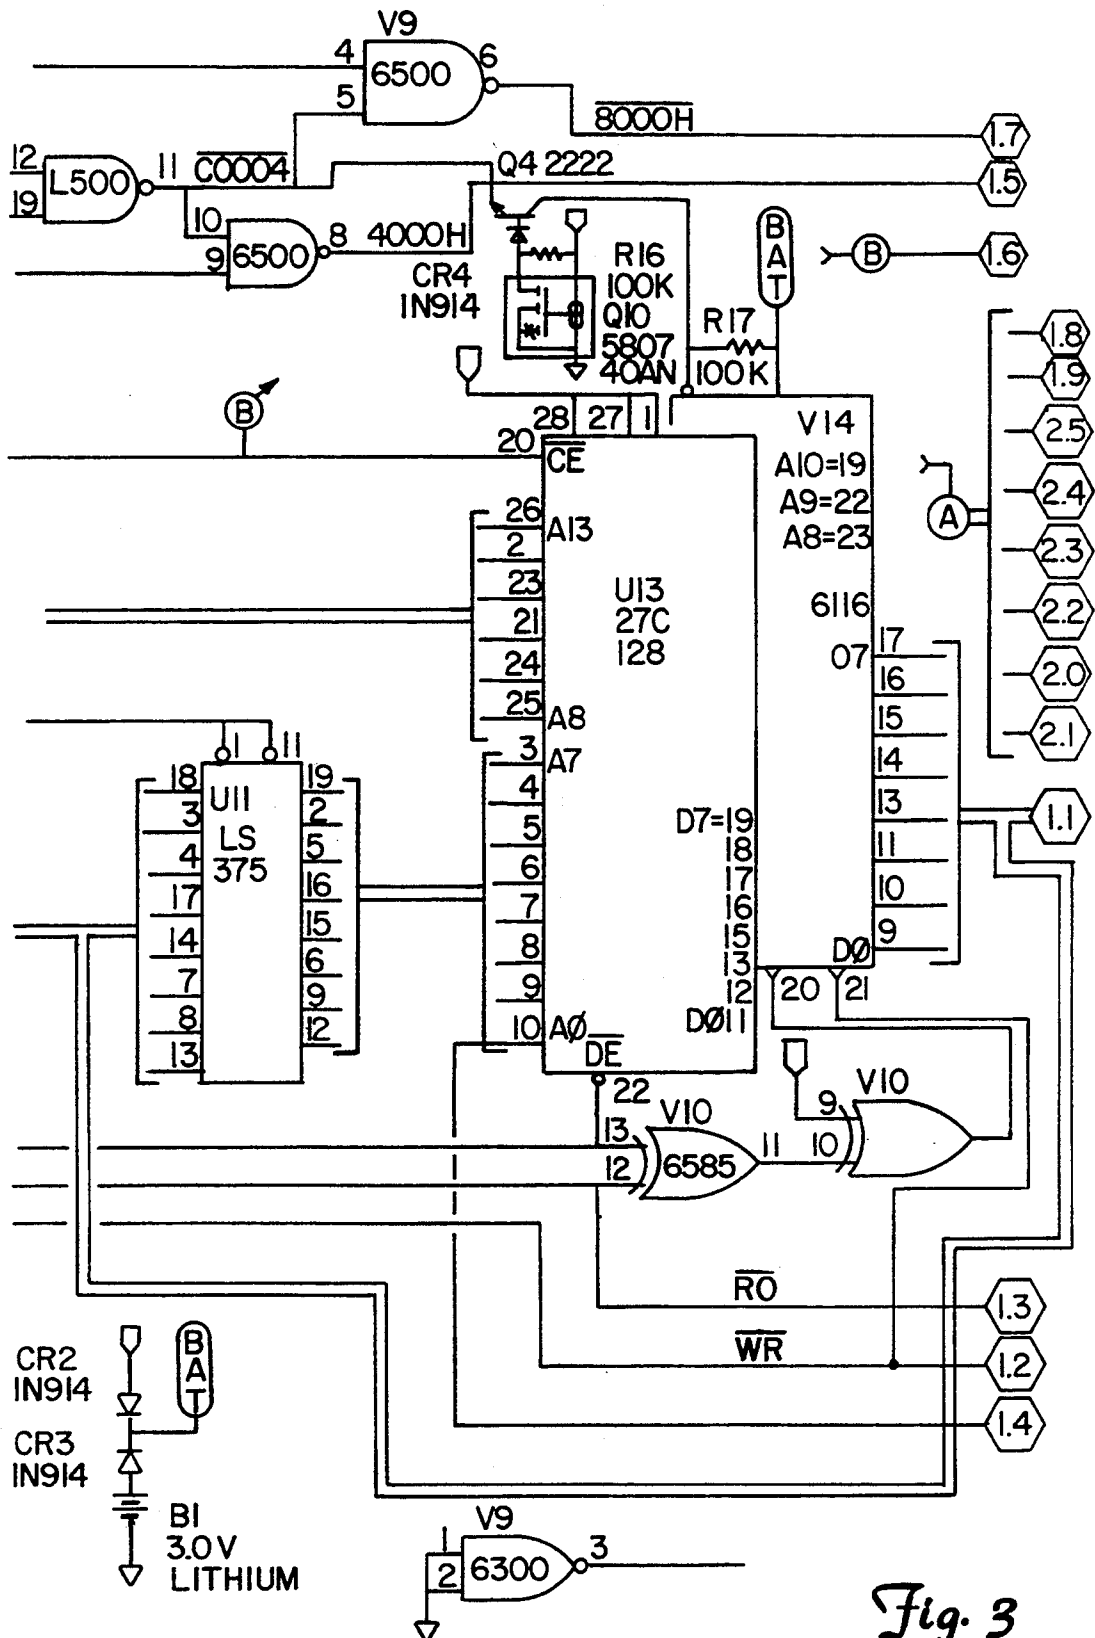 V9
4
6500
6
5
8000H
1.7
12
L500
11
C0004
Q4 2222
1.5
19
10
6500
8
4000H
9
B
A
T
B
1.6
CR4
IN914
R16
100K
Q10
5807
40AN
R17
100K
1.8
1.9
2.5
2.4
2.3
2.2
2.0
2.1
A
B
28
27
1
V14
20
CE
A10=19
A9=22
A8=23
26
A13
2
23
21
24
25
A8
U13
27C
128
6116
07
17
16
15
14
13
11
10
9
DØ
1
11
3
A7
4
5
6
7
8
9
10
AØ
18
U11
19
3
LS
2
4
375
5
17
16
14
15
7
6
8
9
13
12
D7=19
18
17
16
15
13
12
DØ11
1.1
20
21
DE
22
V10
13
12
6585
11
V10
9
10
RO
1.3
WR
1.2
1.4
CR2
IN914
B
A
T
CR3
IN914
B1
3.0V
LITHIUM
V9
1
2
6300
3
Fig. 3